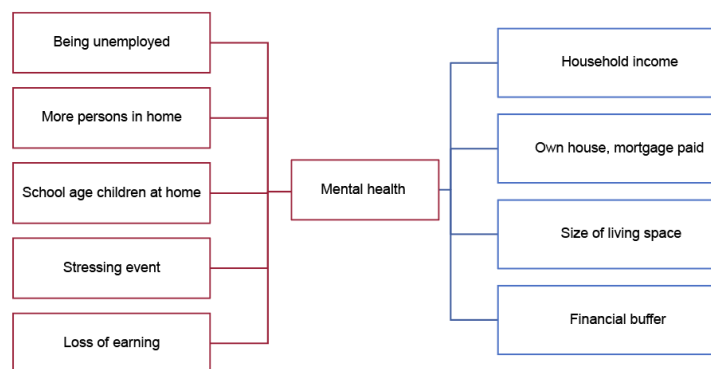 Being unemployed
More persons in home
School age children at home
Stressing event
Loss of earning
Mental health
Household income
Own house, mortgage paid
Size of living space
Financial buffer